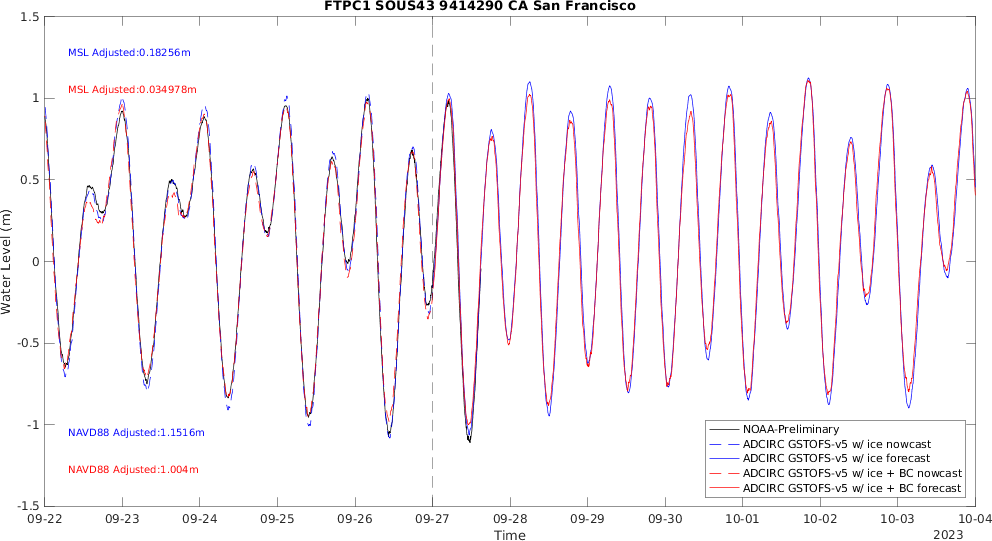 FTPC1 SOUS43 9414290 CA San Francisco
1.5
1
0.5
0
-0.5
-1
-1.5
Water Level (m)
MSL Adjusted:0.18256m
MSL Adjusted:0.034978m
NAVD88 Adjusted:1.1516m
NAVD88 Adjusted:1.004m
NOAA-Preliminary
ADCIRC GSTOFS-v5 w/ ice nowcast
ADCIRC GSTOFS-v5 w/ ice forecast
ADCIRC GSTOFS-v5 w/ ice + BC nowcast
ADCIRC GSTOFS-v5 w/ ice + BC forecast
09-22 09-23 09-24 09-25 09-26 09-27 09-28 09-29 09-30 10-01 10-02 10-03 10-04
Time
2023